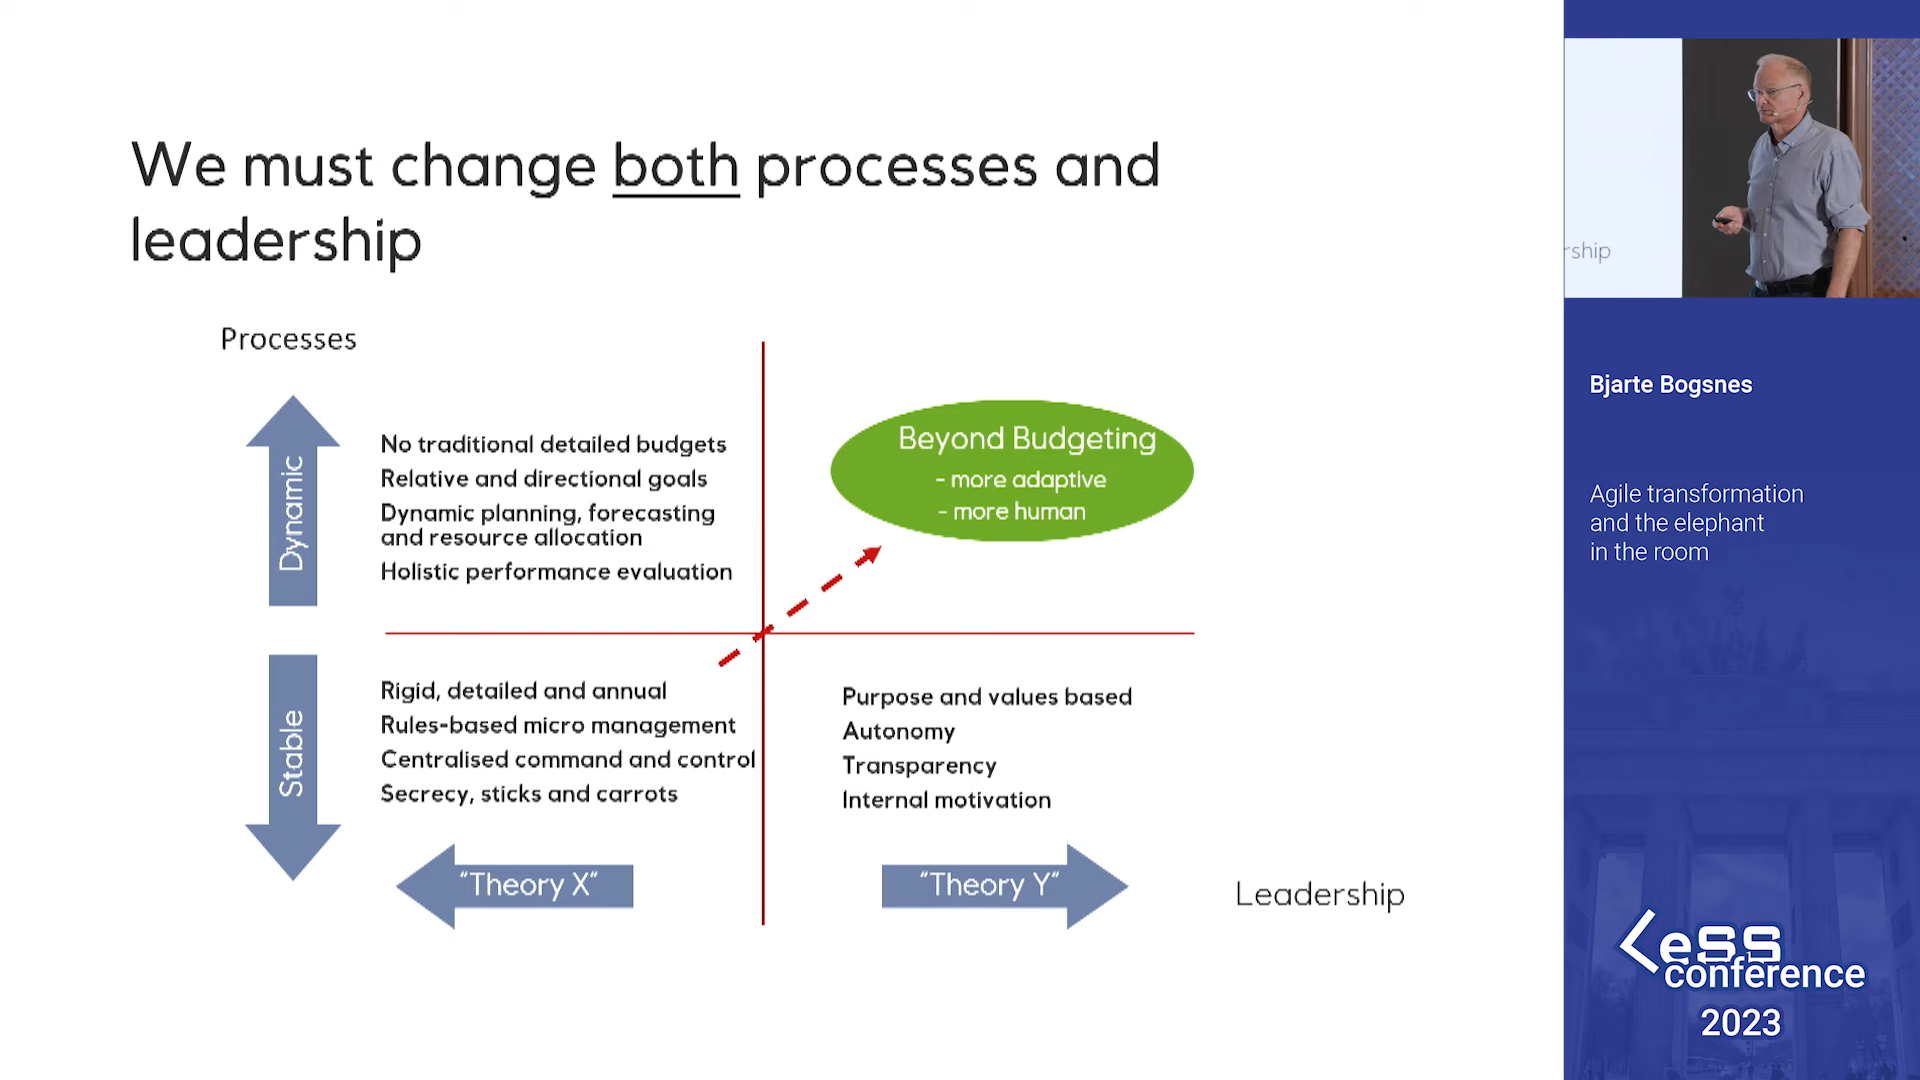 We must change both processes and
leadership
Processes
Dynamic
No traditional detailed budgets
Relative and directional goals
Dynamic planning, forecasting
and resource allocation
Holistic performance evaluation
Beyond Budgeting
- more adaptive
- more human
Stable
Rigid, detailed and annual
Rules-based micro management
Centralised command and control
Secrecy, sticks and carrots
Purpose and values based
Autonomy
Transparency
Internal motivation
“Theory X“
“Theory Y“
Leadership
rship
Bjarte Bogsnes
Agile transformation
and the elephant
in the room
LeSS
conference
2023